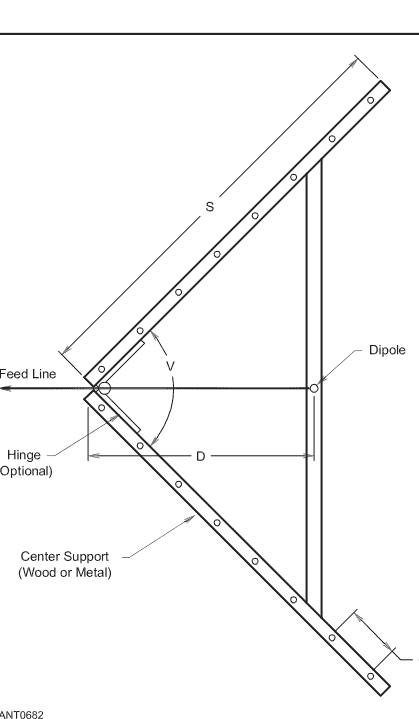 S
Feed Line
V
Dipole
Hinge
Optional)
D
Center Support
(Wood or Metal)
ANT0682